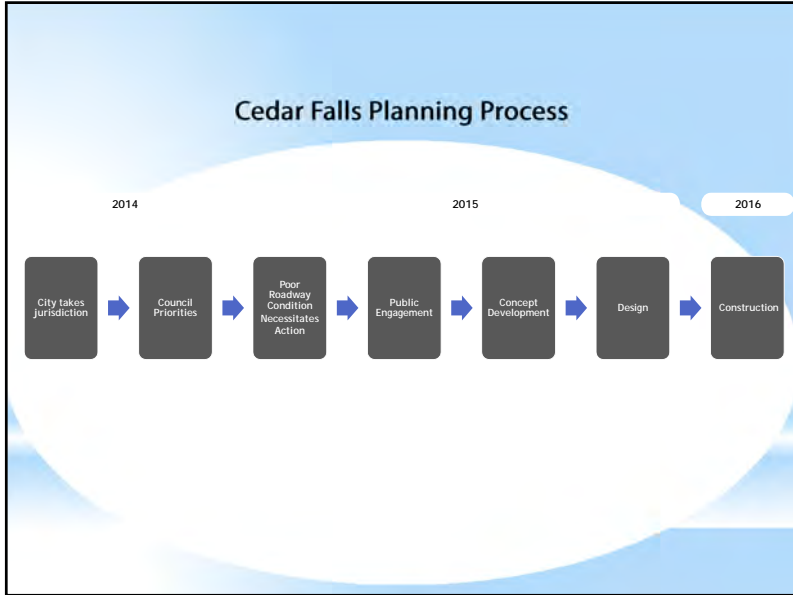 Cedar Falls Planning Process
2014
2015
2016
City takes
jurisdiction
Council
Priorities
Poor
Roadway
Condition
Necessitates
Action
Public
Engagement
Concept
Development
Design
Construction